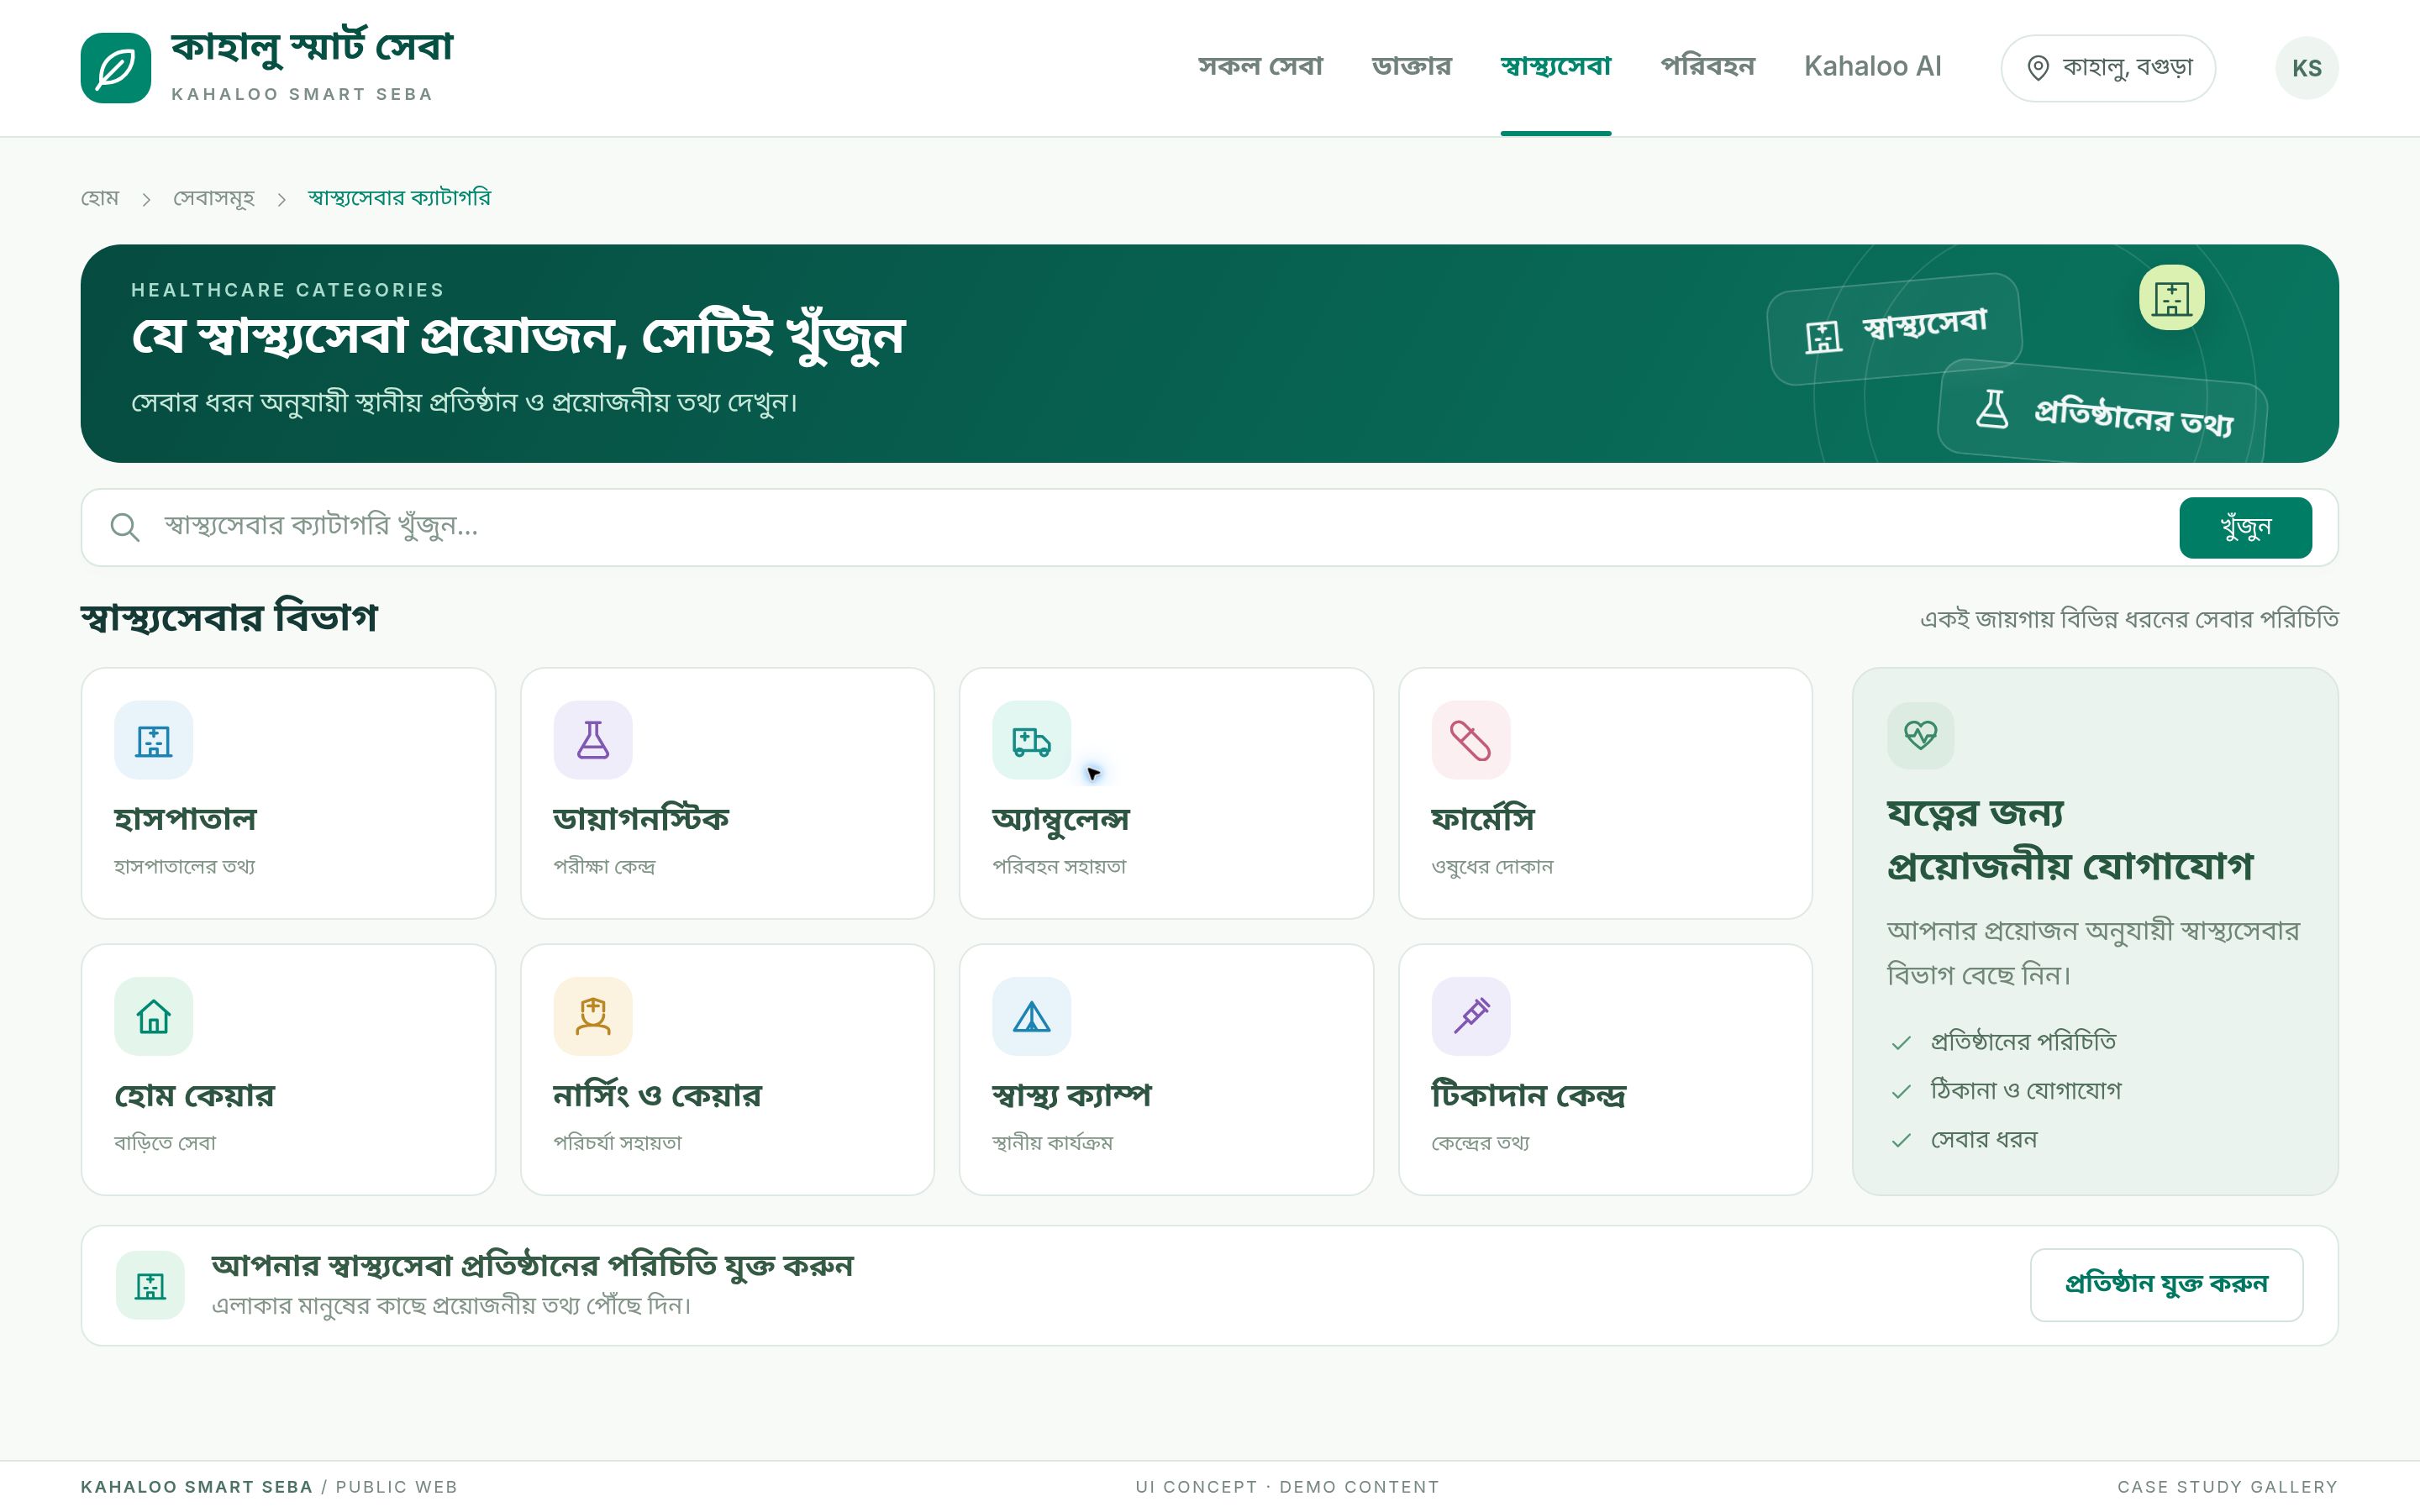 কাহালু স্মার্ট সেবা
KAHALOO SMART SEBA
সকল সেবা
ডাক্তার
স্বাস্থ্যসেবা
পরিবহন
Kahaloo AI
কাহালু, বগুড়া
KS
হোম
সেবাসমূহ
স্বাস্থ্যসেবার ক্যাটাগরি
HEALTHCARE CATEGORIES
যে স্বাস্থ্যসেবা প্রয়োজন, সেটিই খুঁজুন
সেবার ধরন অনুযায়ী স্থানীয় প্রতিষ্ঠান ও প্রয়োজনীয় তথ্য দেখুন।
স্বাস্থ্যসেবা
প্রতিষ্ঠানের তথ্য
স্বাস্থ্যসেবার ক্যাটাগরি খুঁজুন...
খুঁজুন
স্বাস্থ্যসেবার বিভাগ
একই জায়গায় বিভিন্ন ধরনের সেবার পরিচিতি
হাসপাতাল
হাসপাতালের তথ্য
ডায়াগনস্টিক
পরীক্ষা কেন্দ্র
অ্যাম্বুলেন্স
পরিবহন সহায়তা
ফার্মেসি
ওষুধের দোকান
হোম কেয়ার
বাড়িতে সেবা
নার্সিং ও কেয়ার
পরিচর্যা সহায়তা
স্বাস্থ্য ক্যাম্প
স্থানীয় কার্যক্রম
টিকাদান কেন্দ্র
কেন্দ্রের তথ্য
যত্নের জন্য
প্রয়োজনীয় যোগাযোগ
আপনার প্রয়োজন অনুযায়ী স্বাস্থ্যসেবার
বিভাগ বেছে নিন।
প্রতিষ্ঠানের পরিচিতি
ঠিকানা ও যোগাযোগ
সেবার ধরন
আপনার স্বাস্থ্যসেবা প্রতিষ্ঠানের পরিচিতি যুক্ত করুন
এলাকার মানুষের কাছে প্রয়োজনীয় তথ্য পৌঁছে দিন।
প্রতিষ্ঠান যুক্ত করুন
KAHALOO SMART SEBA / PUBLIC WEB
UI CONCEPT · DEMO CONTENT
CASE STUDY GALLERY